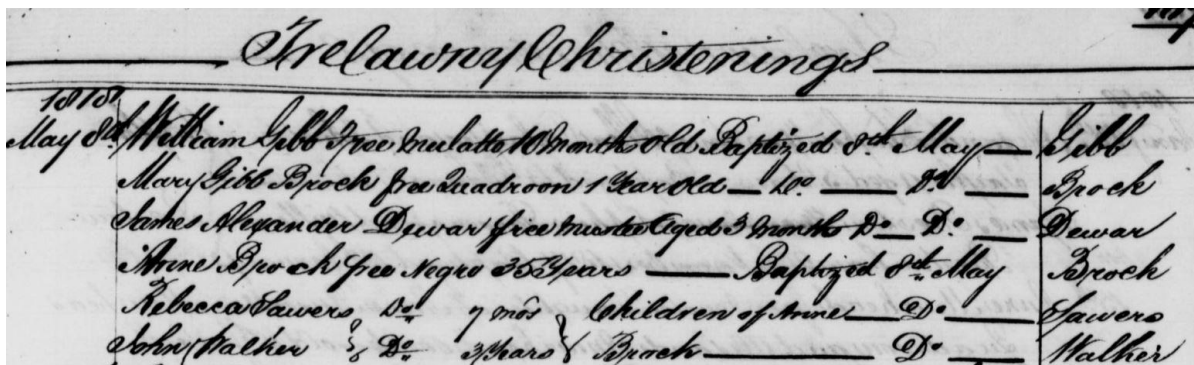 Trelawny Christenings
1818
May 8th William Gibb Free Mulatto 10 Months Old Baptized 8th May Gibb
Mary Gibb Brock free Quadroon 1 Year Old Do Do Brock
James Alexander Dewar free mustee Aged 3 Months Do Do Dewar
Anne Brock free Negro 35 Years Baptized 8th May Brock
Rebecca Sawers Do 7 mos Children of Anne Do Sawers
John Walker Do 3 Years Brock Do Walker